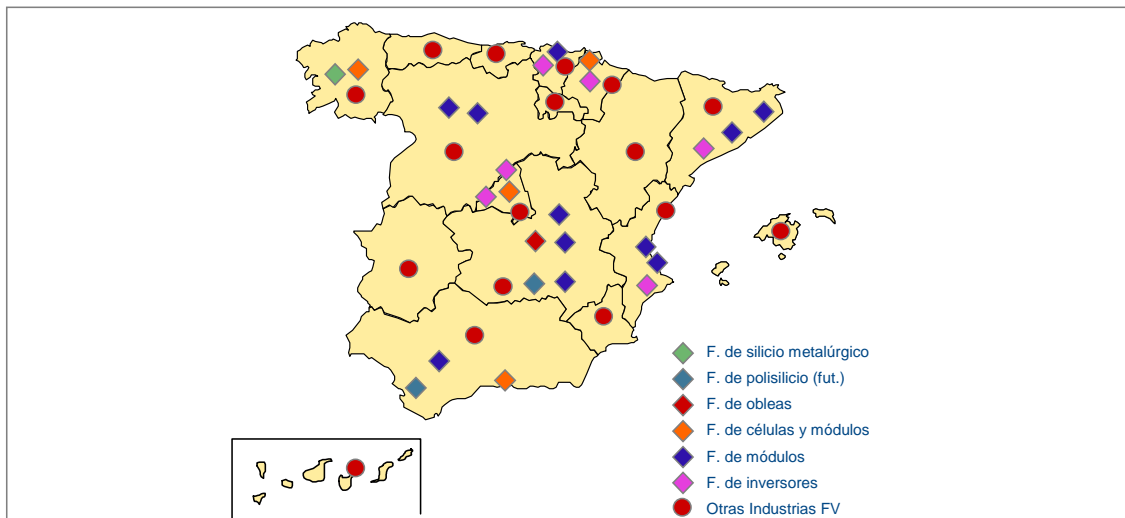 F. de silicio metalúrgico
F. de polisilicio (fut.)
F. de obleas
F. de células y módulos
F. de módulos
F. de inversores
Otras Industrias FV